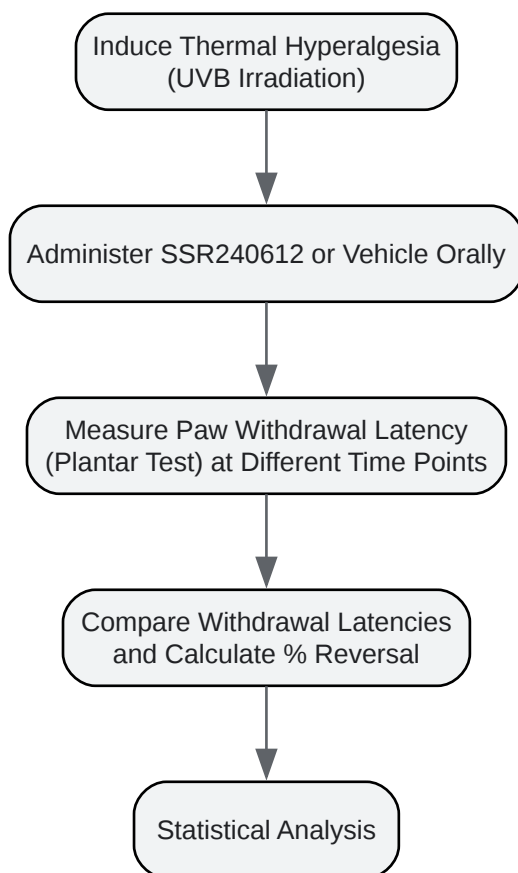 Induce Thermal Hyperalgesia
(UVB Irradiation)
Administer SSR240612 or Vehicle Orally
Measure Paw Withdrawal Latency
(Plantar Test) at Different Time Points
Compare Withdrawal Latencies
and Calculate % Reversal
Statistical Analysis